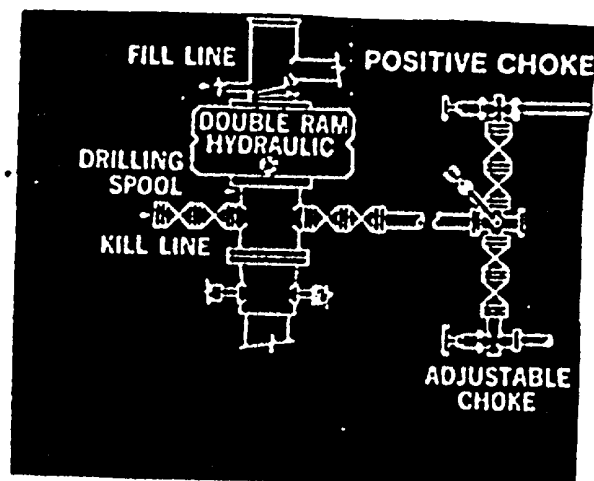 FILL LINE
POSITIVE CHOKE
DOUBLE RAM
HYDRAULIC
DRILLING
SPOOL
KILL LINE
ADJUSTABLE
CHOKE